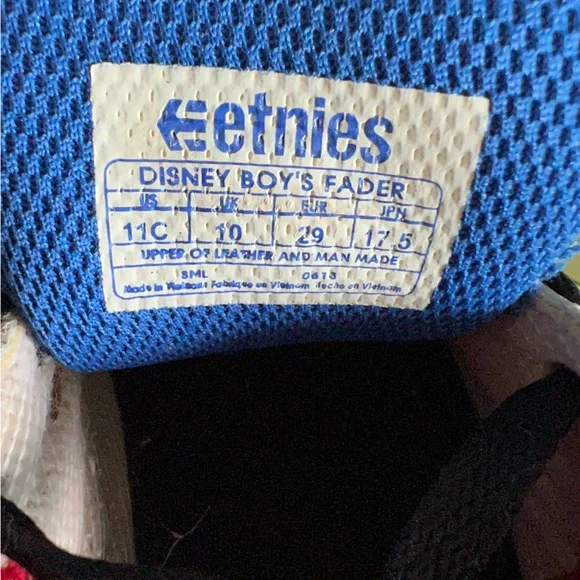 etnies
DISNEY BOY'S FADER
US UK EUR JPN
11C 10 29 17.5
UPPER OF LEATHER AND MAN MADE
SML 0613
Made in Vietnam Fabrique en Vietnam Hecho en Vietnam